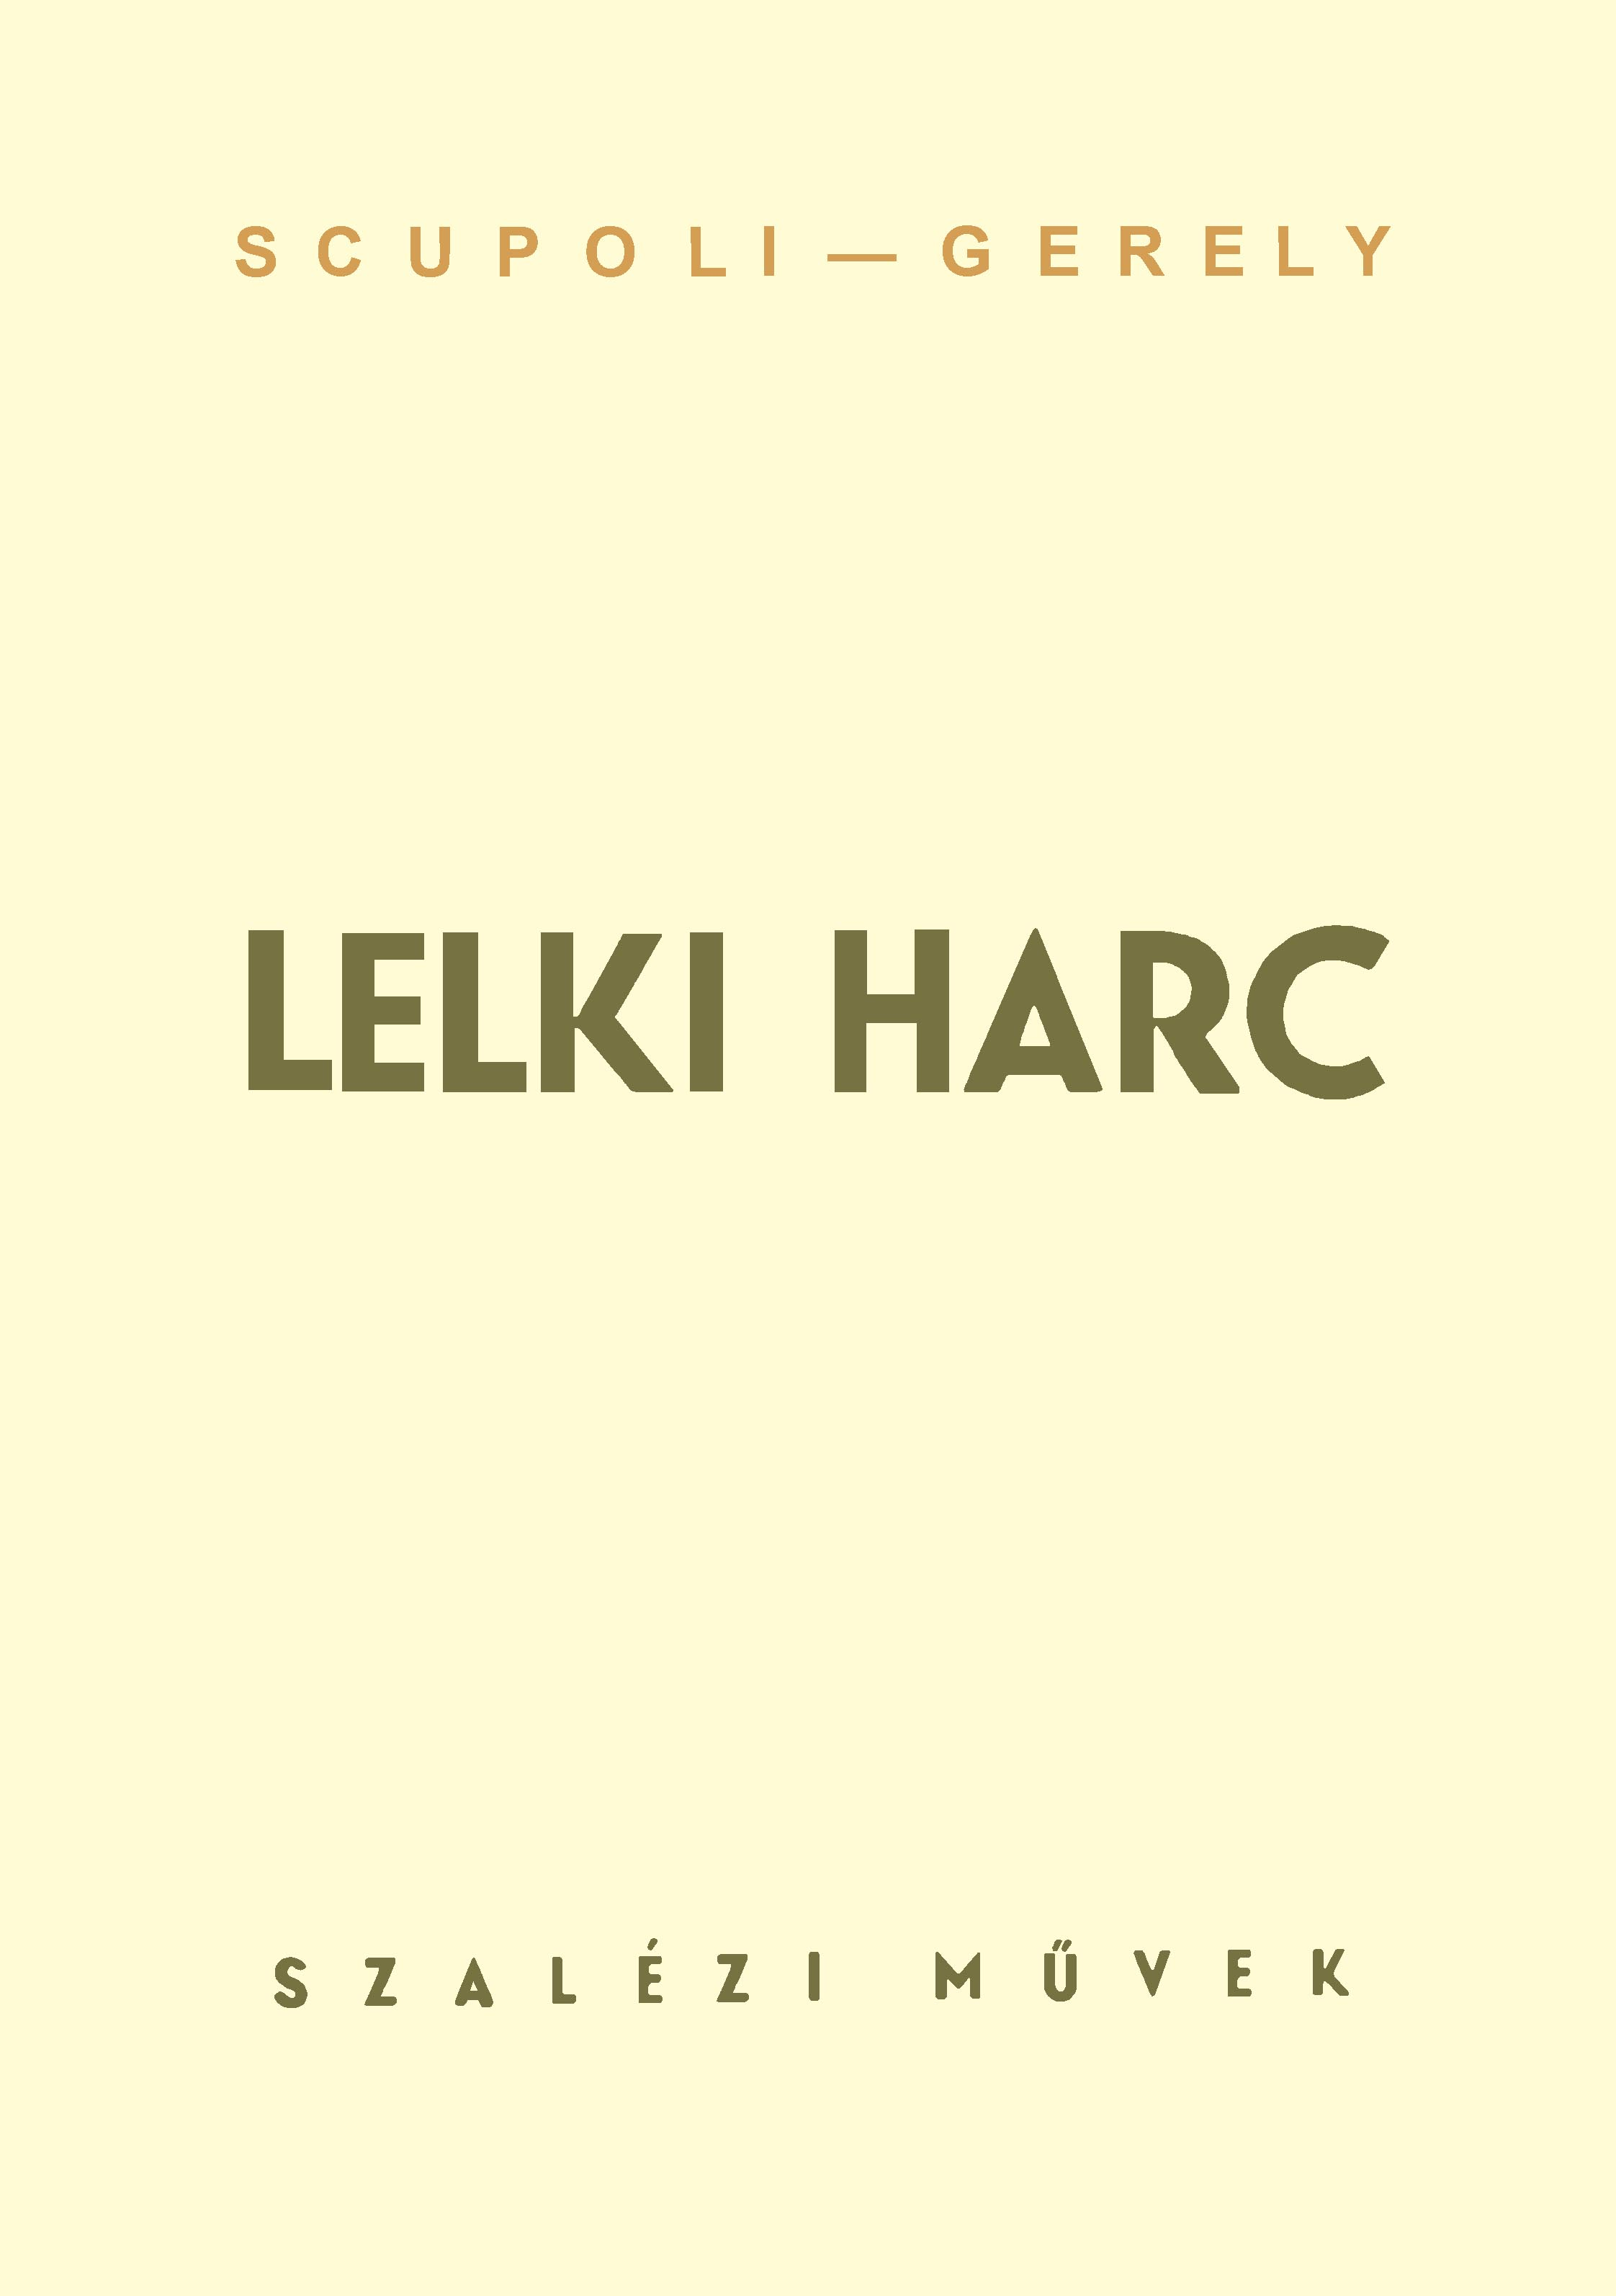 SCUPOLI — GERELY
LELKI HARC
SZALÉZI MŰVEK